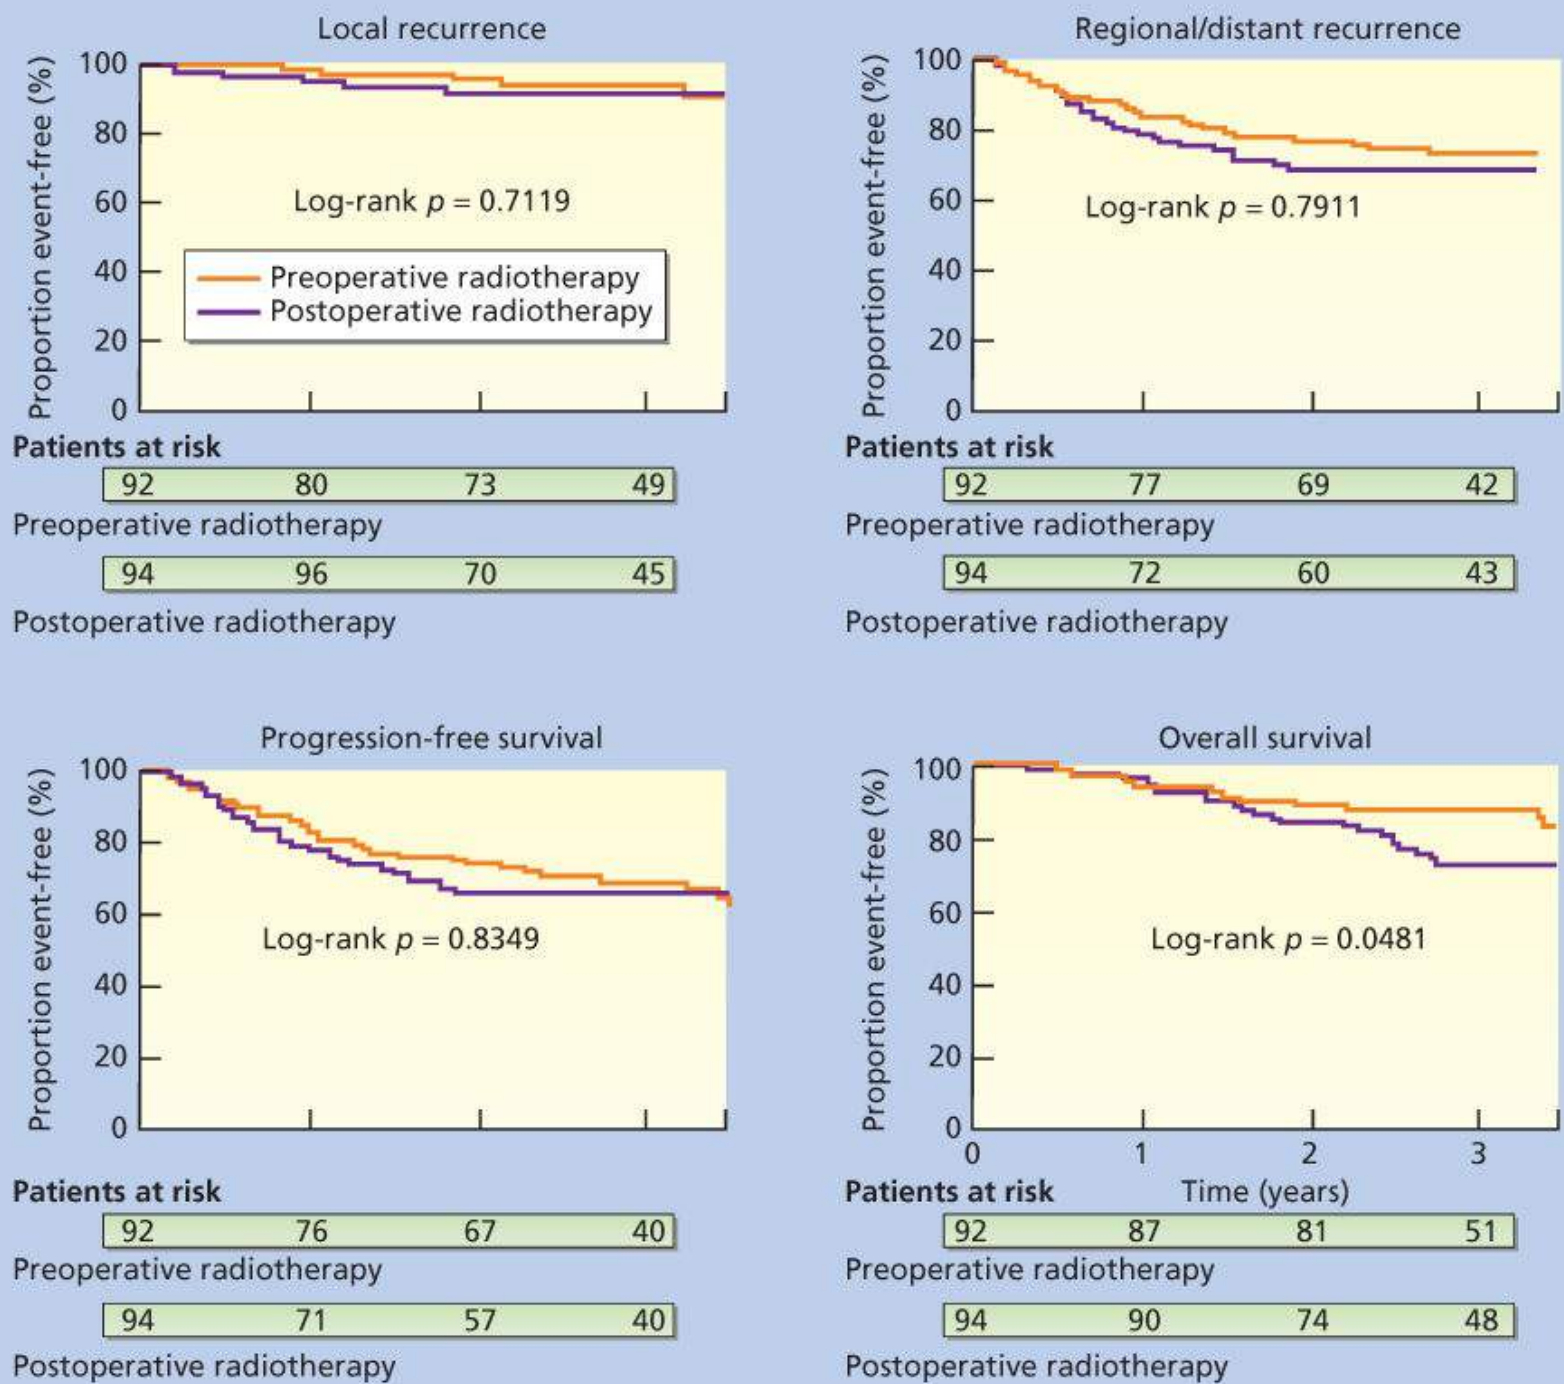 Local recurrence
Proportion event-free (%)
100
80
60
40
20
0
Log-rank p = 0.7119
Preoperative radiotherapy
Postoperative radiotherapy
Patients at risk
92 80 73 49
Preoperative radiotherapy
94 96 70 45
Postoperative radiotherapy
Regional/distant recurrence
Proportion event-free (%)
100
80
60
40
20
0
Log-rank p = 0.7911
Patients at risk
92 77 69 42
Preoperative radiotherapy
94 72 60 43
Postoperative radiotherapy
Progression-free survival
Proportion event-free (%)
100
80
60
40
20
0
Log-rank p = 0.8349
Patients at risk
92 76 67 40
Preoperative radiotherapy
94 71 57 40
Postoperative radiotherapy
Overall survival
Proportion event-free (%)
100
80
60
40
20
0
Log-rank p = 0.0481
0 1 2 3
Patients at risk Time (years)
92 87 81 51
Preoperative radiotherapy
94 90 74 48
Postoperative radiotherapy